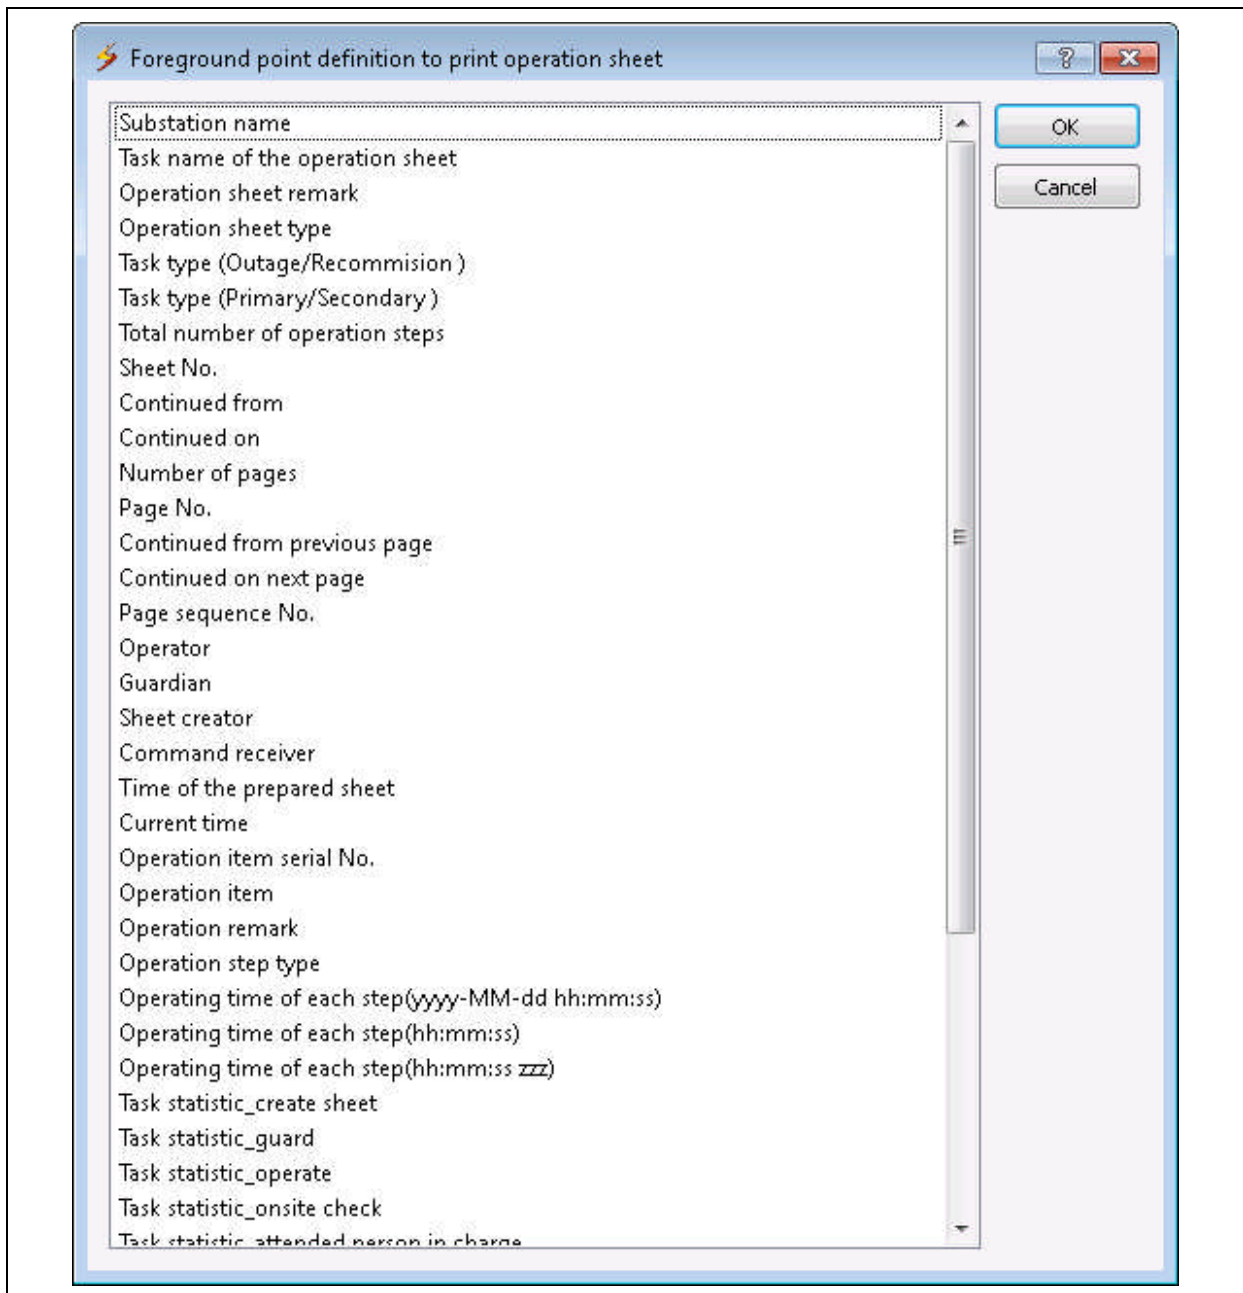 Foreground point definition to print operation sheet
?
Substation name
OK
Task name of the operation sheet
Cancel
Operation sheet remark
Operation sheet type
Task type (Outage/Recommision )
Task type (Primary/Secondary )
Total number of operation steps
Sheet No.
Continued from
Continued on
Number of pages
Page No.
Continued from previous page
Continued on next page
Page sequence No.
Operator
Guardian
Sheet creator
Command receiver
Time of the prepared sheet
Current time
Operation item serial No.
Operation item
Operation remark
Operation step type
Operating time of each step(yyyy-MM-dd hh:mm:ss)
Operating time of each step(hh:mm:ss)
Operating time of each step(hh:mm:ss zzz)
Task statistic_create sheet
Task statistic_guard
Task statistic_operate
Task statistic_onsite check
Task statistic_attended person in charge